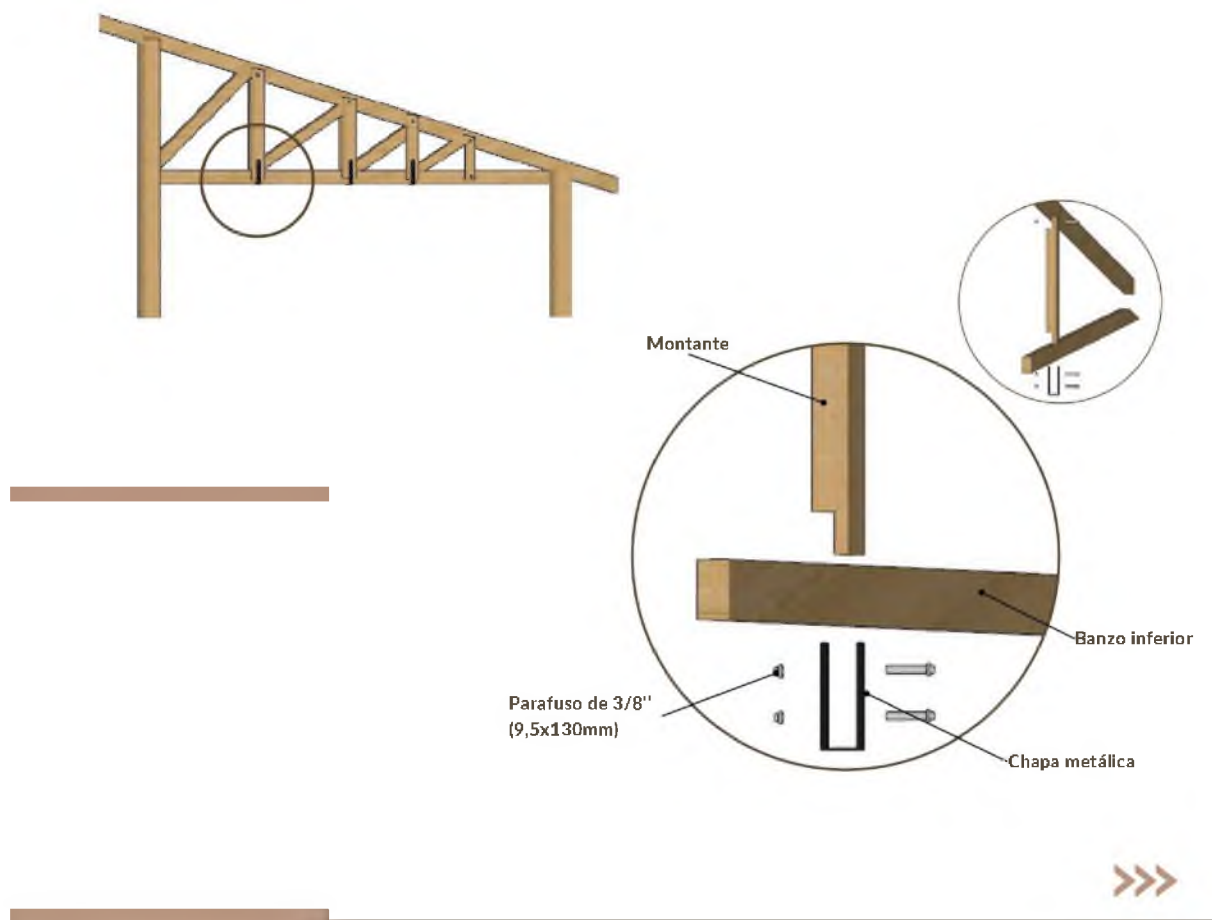 Montante
Banzo inferior
Parafuso de 3/8''
(9,5x130mm)
Chapa metálica